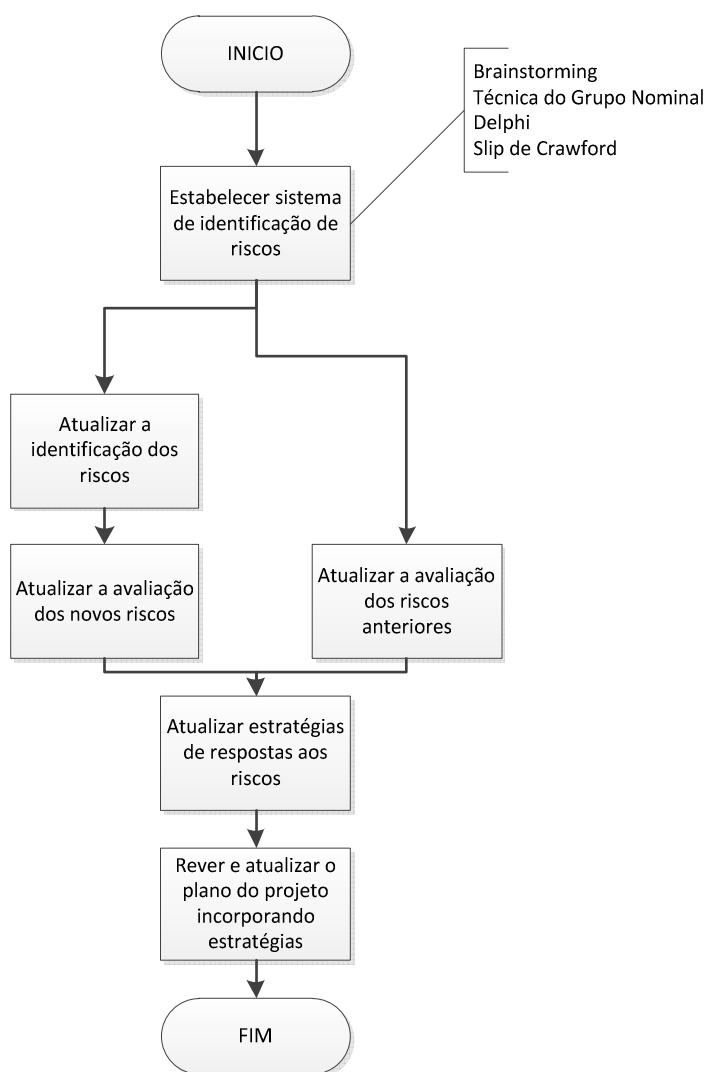 INICIO
Brainstorming
Técnica do Grupo Nominal
Delphi
Slip de Crawford
Estabelecer sistema
de identificação de
riscos
Atualizar a
identificação dos
riscos
Atualizar a avaliação
dos novos riscos
Atualizar a avaliação
dos riscos
anteriores
Atualizar estratégias
de respostas aos
riscos
Rever e atualizar o
plano do projeto
incorporando
estratégias
FIM